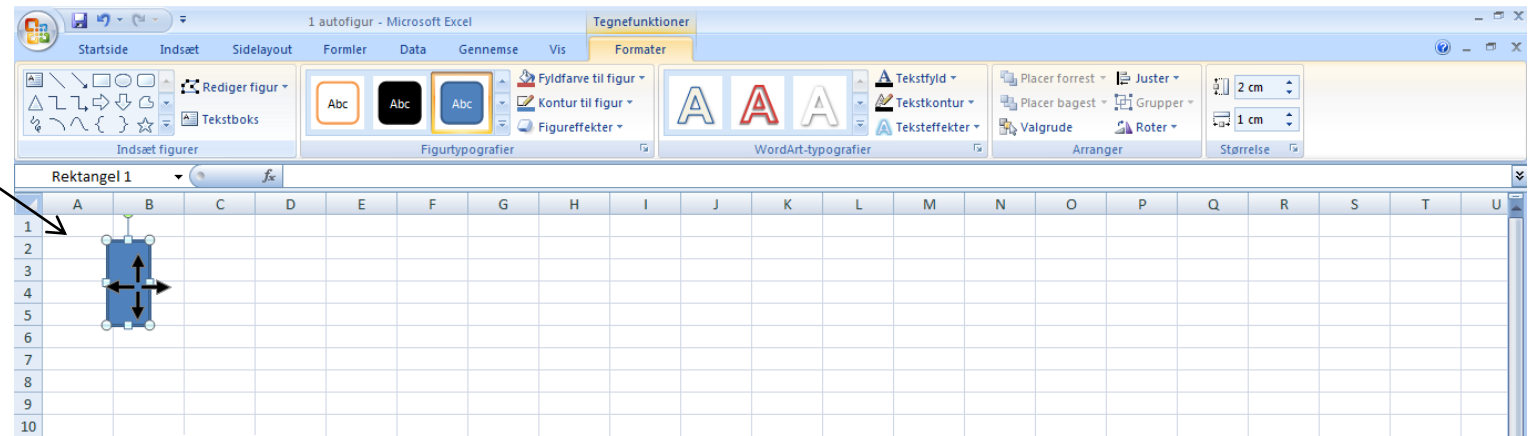 1 autofigur - Microsoft Excel
Tegnefunktioner
Startside Indsæt Sidelayout Formler Data Gennemse Vis Formater
Rediger figur
Tekstboks
Indsæt figurer
Abc Abc Abc
Fyldfarve til figur
Kontur til figur
Figureffekter
Figurtypografier
A A A
Tekstfyld
Tekstkontur
Teksteffekter
WordArt-typografier
Placer forrest
Placer bagest
Valgrude
Juster
Grupper
Roter
Arranger
2 cm
1 cm
Størrelse
Rektangel 1 fx
A B C D E F G H I J K L M N O P Q R S T U
1
2
3
4
5
6
7
8
9
10